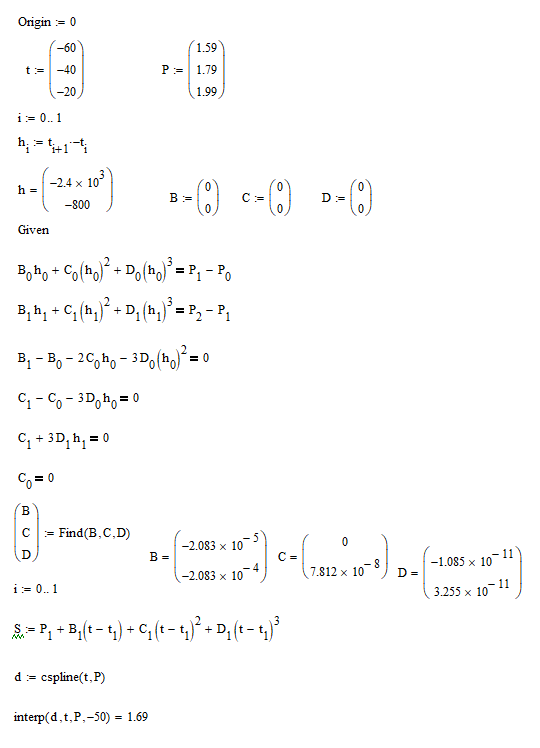 Origin := 0
t := (−60 −40 −20) P := (1.59 1.79 1.99)
i := 0..1
h_i := t_{i+1}·−t_i
h = (−2.4 × 10^3 −800) B := (0 0) C := (0 0) D := (0 0)
Given
B_0 h_0 + C_0 (h_0)^2 + D_0 (h_0)^3 = P_1 − P_0
B_1 h_1 + C_1 (h_1)^2 + D_1 (h_1)^3 = P_2 − P_1
B_1 − B_0 − 2C_0 h_0 − 3D_0 (h_0)^2 = 0
C_1 − C_0 − 3D_0 h_0 = 0
C_1 + 3D_1 h_1 = 0
C_0 = 0
(B C D) := Find(B,C,D) B = (−2.083 × 10^−5 −2.083 × 10^−4) C = (0 7.812 × 10^−8) D = (−1.085 × 10^−11 3.255 × 10^−11)
i := 0..1
S := P_1 + B_1 (t − t_1) + C_1 (t − t_1)^2 + D_1 (t − t_1)^3
d := cspline(t,P)
interp(d,t,P,−50) = 1.69